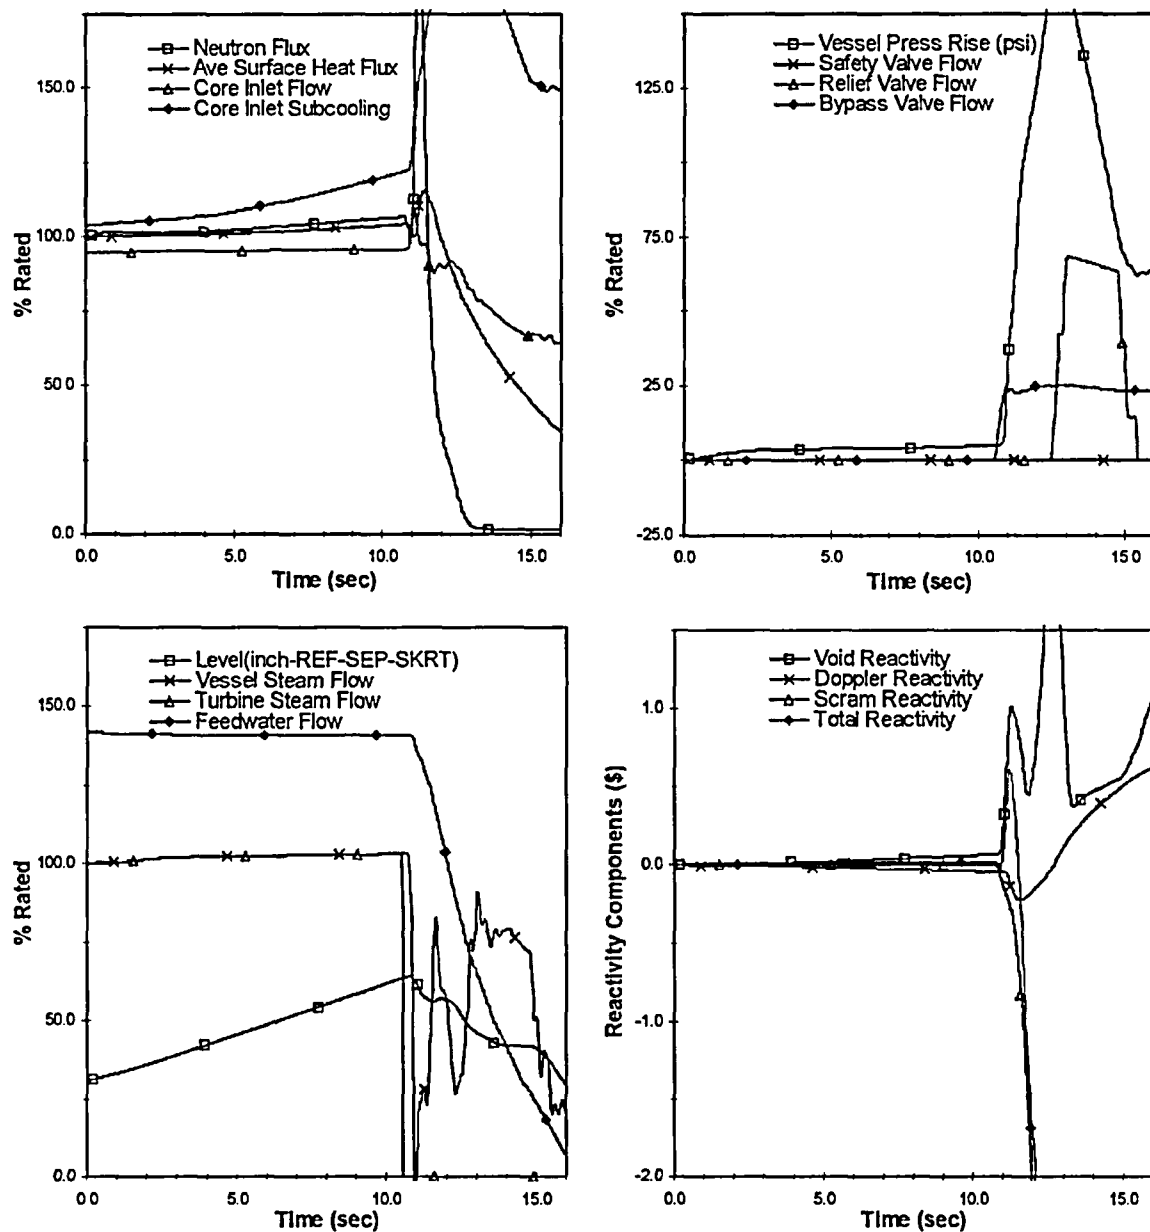 Neutron Flux
Ave Surface Heat Flux
Core Inlet Flow
Core Inlet Subcooling
% Rated
150.0
100.0
50.0
0.0
0.0 5.0 10.0 15.0
Time (sec)
Vessel Press Rise (psi)
Safety Valve Flow
Relief Valve Flow
Bypass Valve Flow
% Rated
125.0
75.0
25.0
-25.0
0.0 5.0 10.0 15.0
Time (sec)
Level(inch-REF-SEP-SKRT)
Vessel Steam Flow
Turbine Steam Flow
Feedwater Flow
% Rated
150.0
100.0
50.0
0.0
0.0 5.0 10.0 15.0
Time (sec)
Void Reactivity
Doppler Reactivity
Scram Reactivity
Total Reactivity
Reactivity Components ($)
1.0
0.0
-1.0
-2.0
0.0 5.0 10.0 15.0
Time (sec)